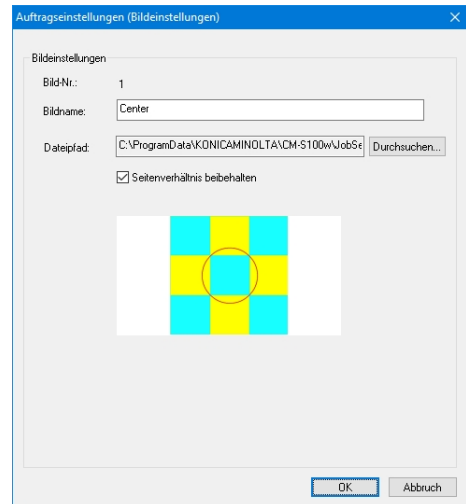 Auftragseinstellungen (Bildeinstellungen)
Bildeinstellungen
Bild-Nr.: 1
Bildname: Center
Dateipfad: C:\ProgramData\KONICAMINOLTA\CM-S100w\JobSe Durchsuchen...
Seitenverhältnis beibehalten
OK Abbruch